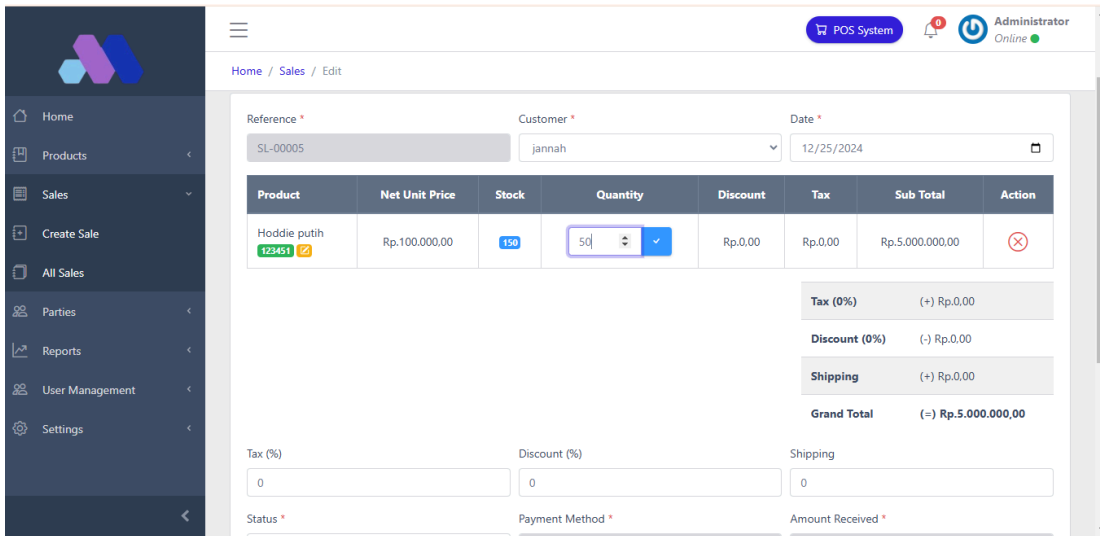 POS System
0
Administrator
Online
Home / Sales / Edit
Home
Products
Sales
Create Sale
All Sales
Parties
Reports
User Management
Settings
Reference * Customer * Date *
SL-00005 jannah 12/25/2024
Product Net Unit Price Stock Quantity Discount Tax Sub Total Action
Hoddie putih
123451
Rp.100.000,00 150 50 Rp.0,00 Rp.0,00 Rp.5.000.000,00
Tax (0%) (+) Rp.0,00
Discount (0%) (-) Rp.0,00
Shipping (+) Rp.0,00
Grand Total (=) Rp.5.000.000,00
Tax (%) Discount (%) Shipping
0 0 0
Status * Payment Method * Amount Received *